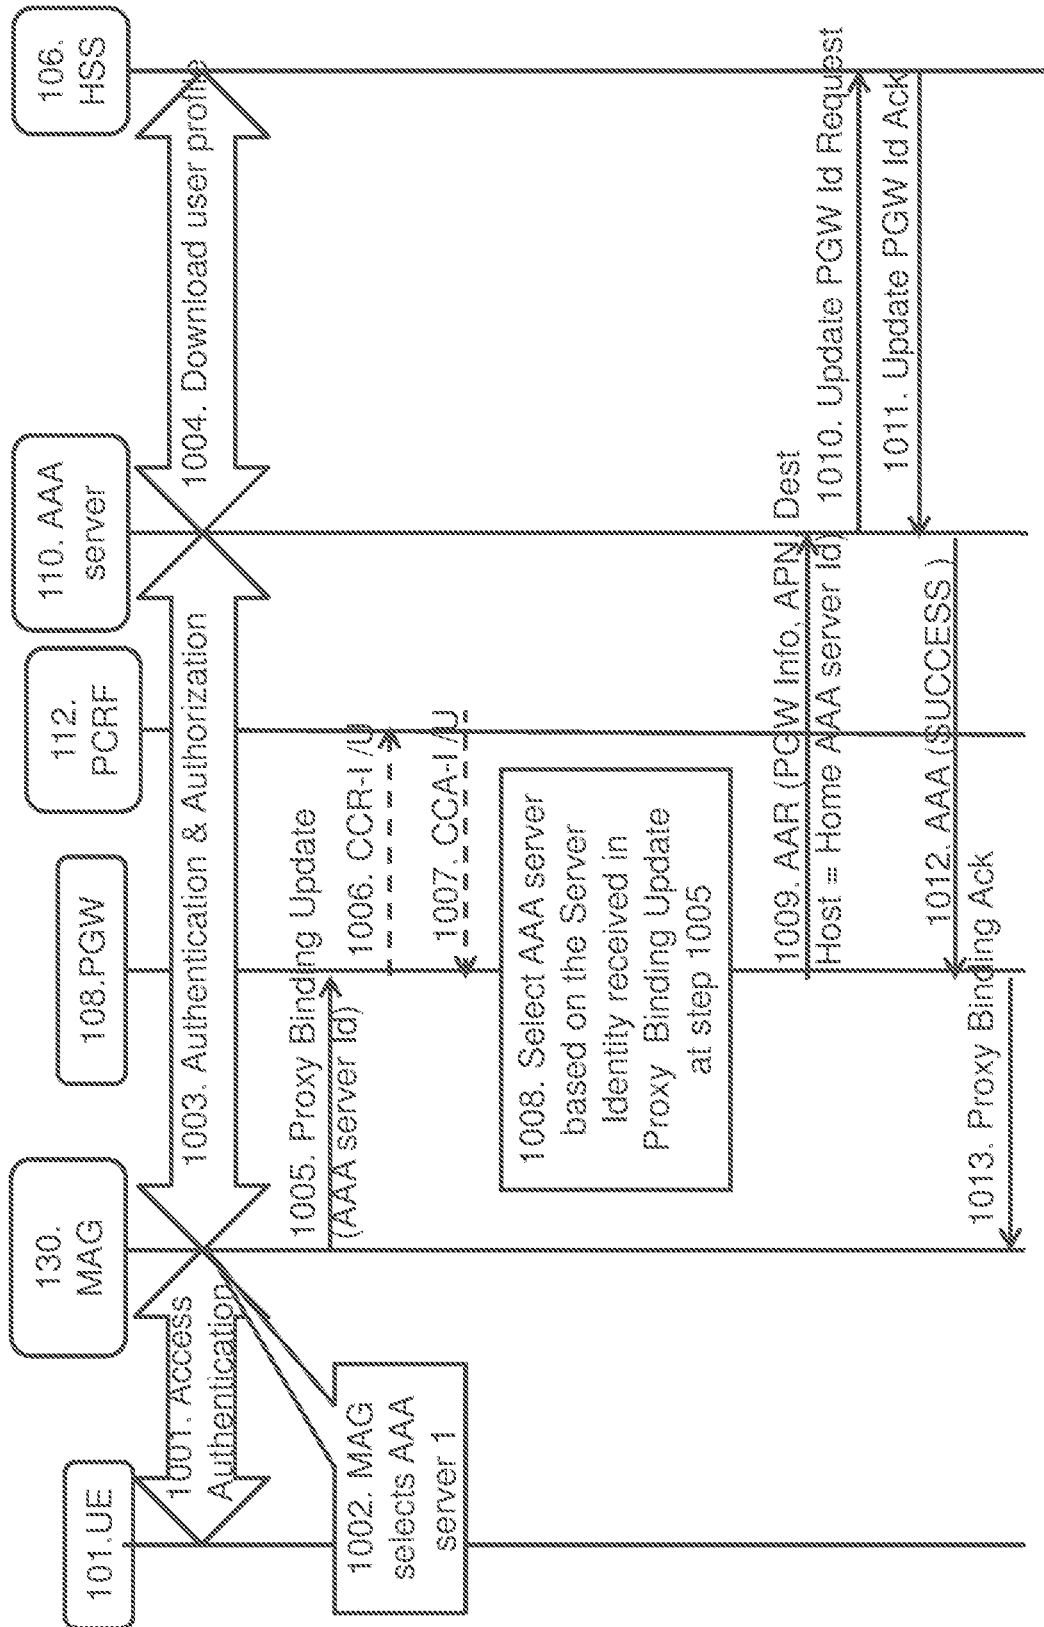 101.UE
130.
MAG
108.PGW
112.
PCRF
110. AAA
server
106.
HSS
1001. Access
Authentication
1002. MAG
selects AAA
server 1
1003. Authentication & Authorization
1004. Download user profile
1005. Proxy Binding Update
(AAA server Id)
1006. CCR-I /U
1007. CCA-I /U
1008. Select AAA server
based on the Server
Identity received in
Proxy Binding Update
at step 1005
1009. AAR (PGW Info, APN, Dest
Host = Home AAA server Id)
1010. Update PGW Id Request
1011. Update PGW Id Ack
1012. AAA (SUCCESS )
1013. Proxy Binding Ack